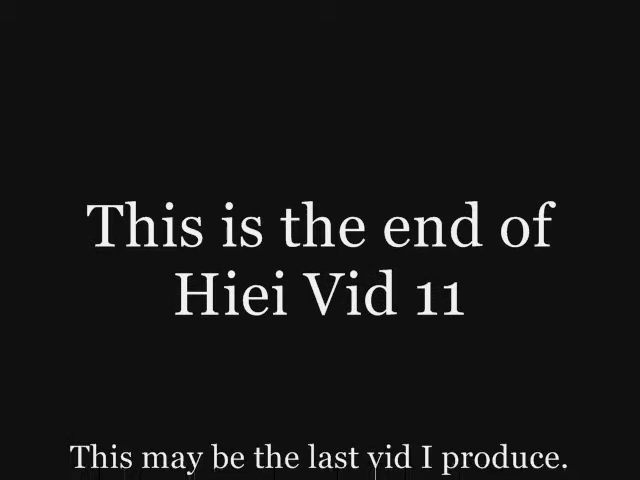 This is the end of
Hiei Vid 11
This may be the last vid I produce.